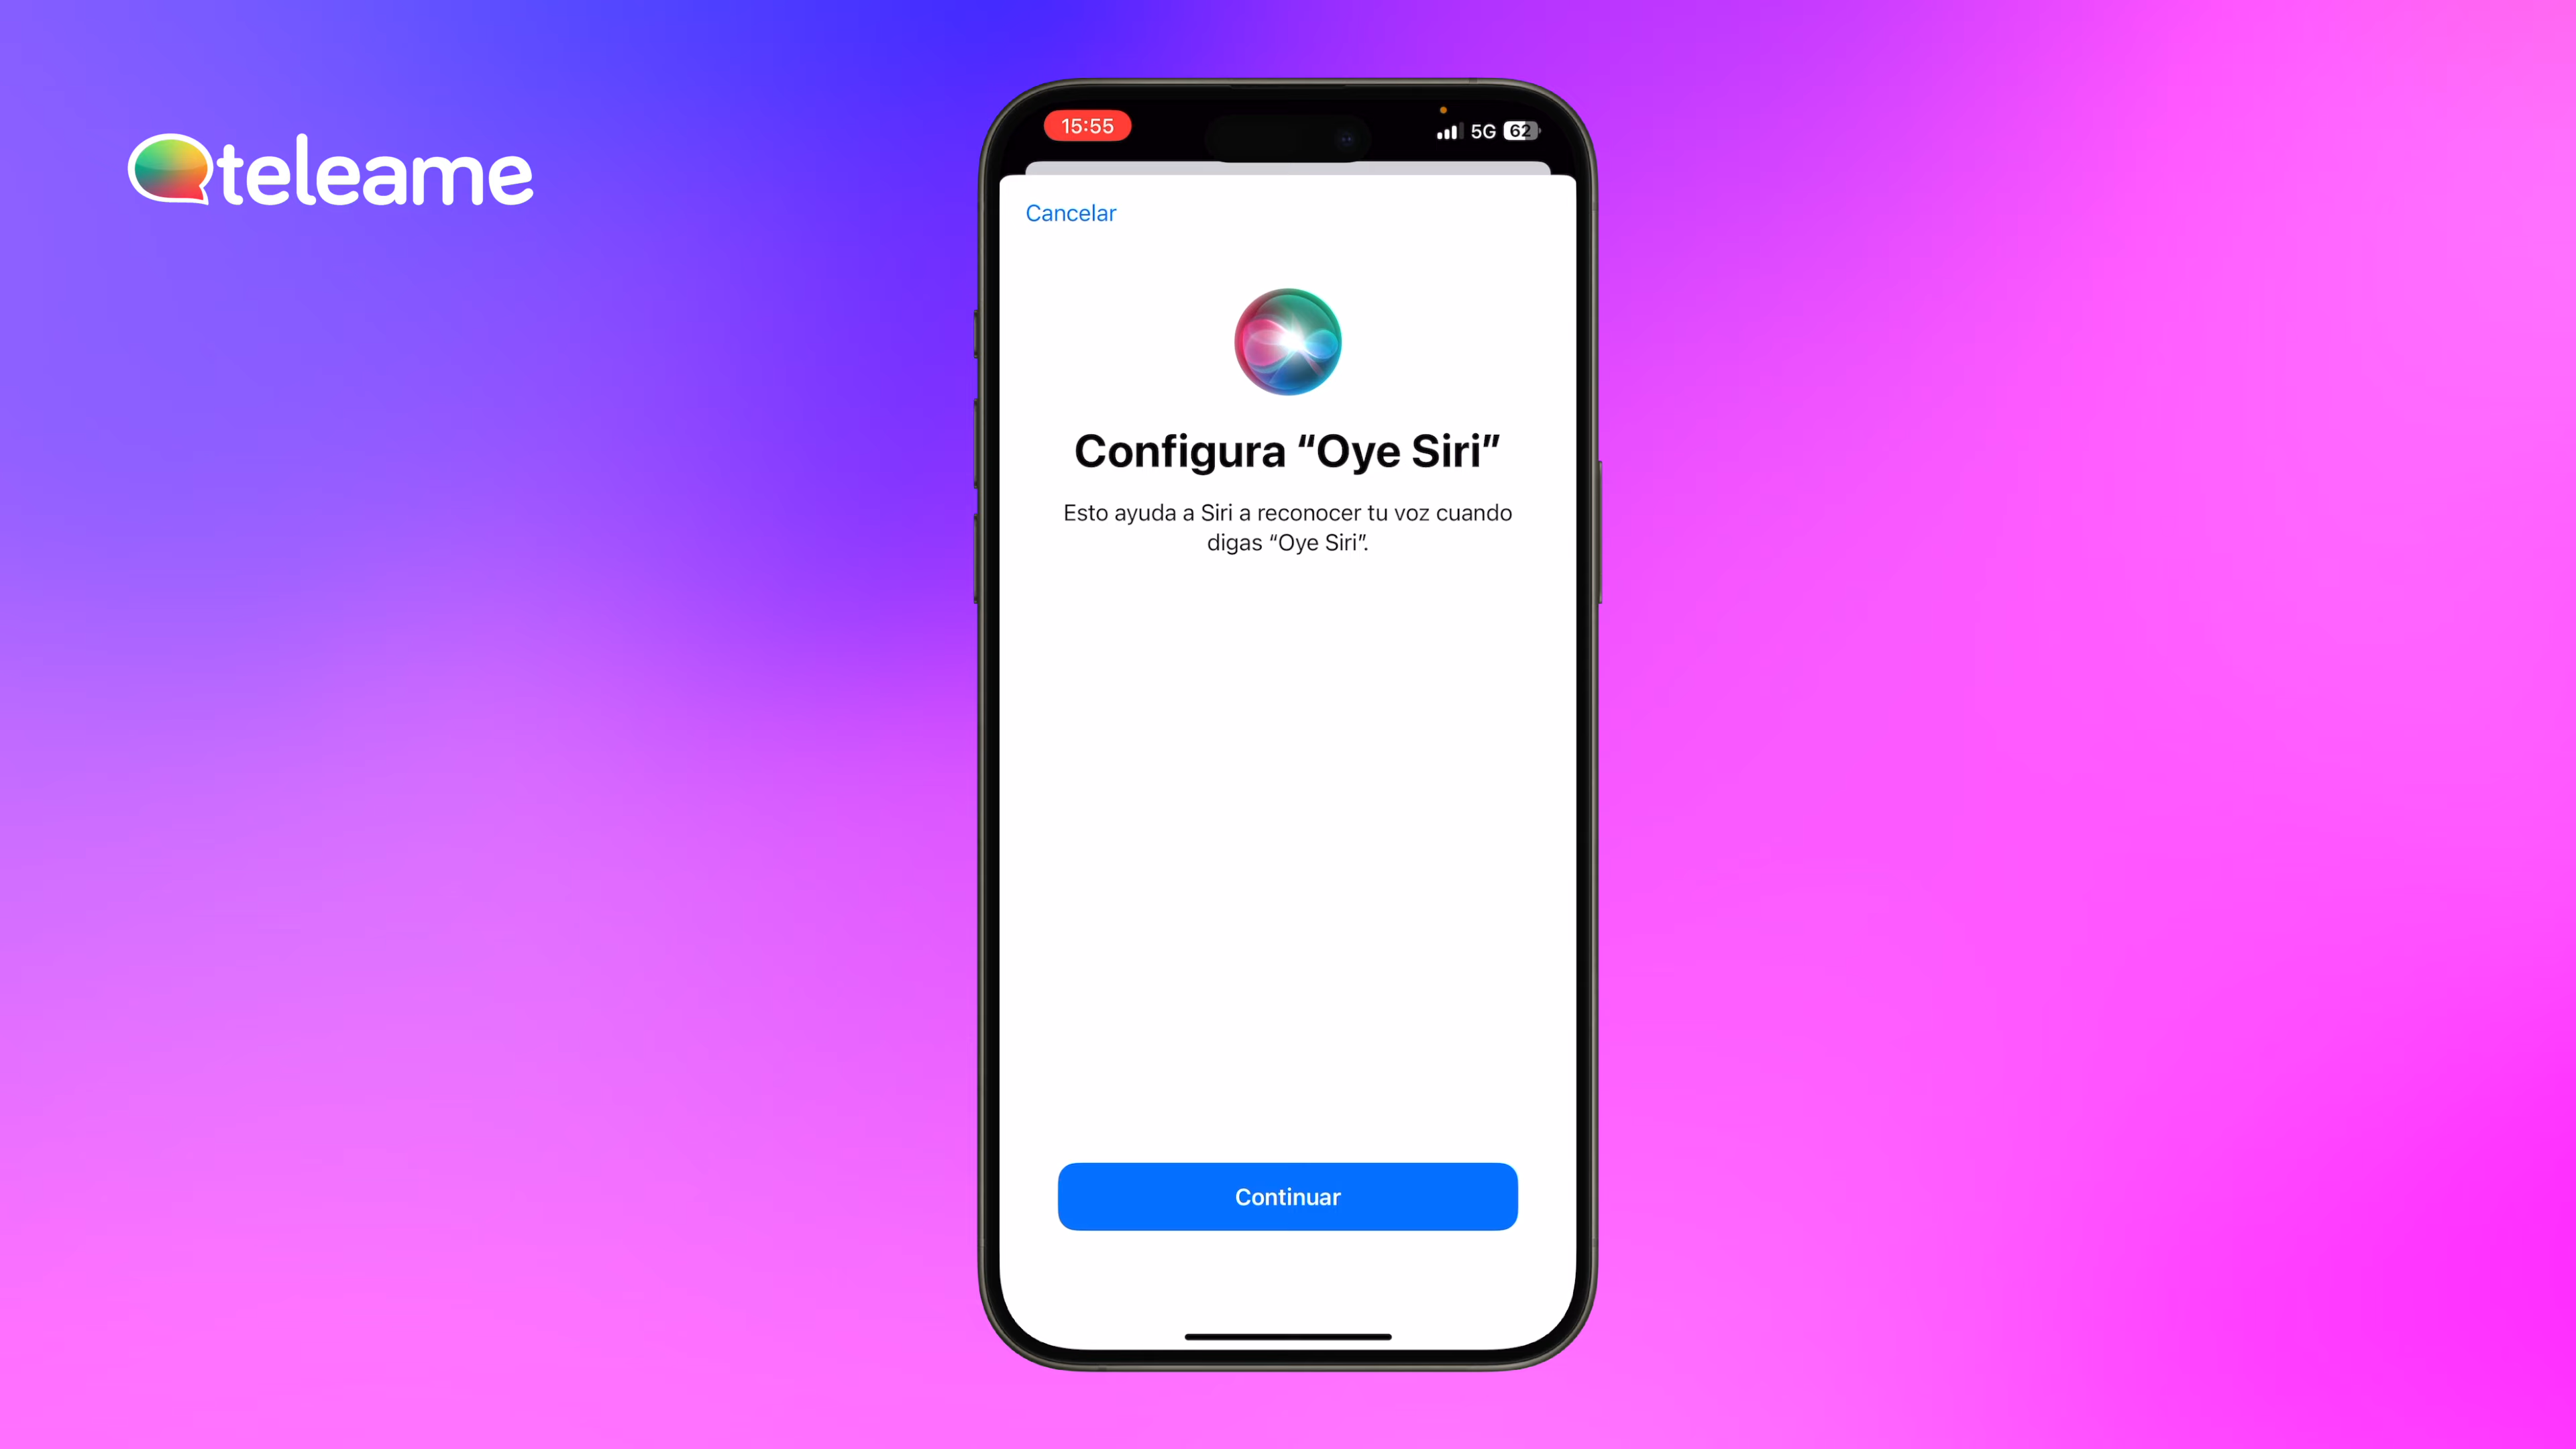 teleame
15:55
5G 62
Cancelar
Configura “Oye Siri”
Esto ayuda a Siri a reconocer tu voz cuando
digas “Oye Siri”.
Continuar